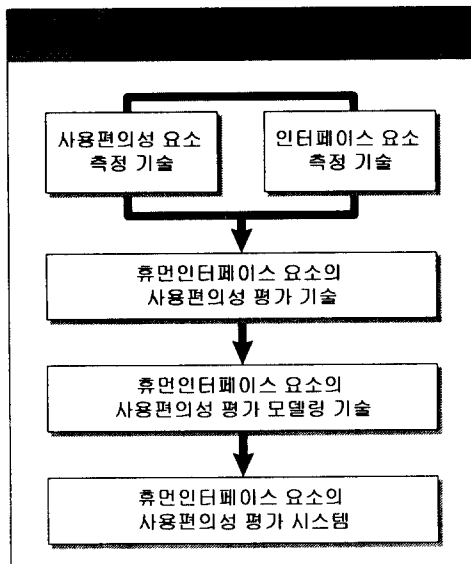 사용편의성 요소
측정 기술
인터페이스 요소
측정 기술
휴먼인터페이스 요소의
사용편의성 평가 기술
휴먼인터페이스 요소의
사용편의성 평가 모델링 기술
휴먼인터페이스 요소의
사용편의성 평가 시스템